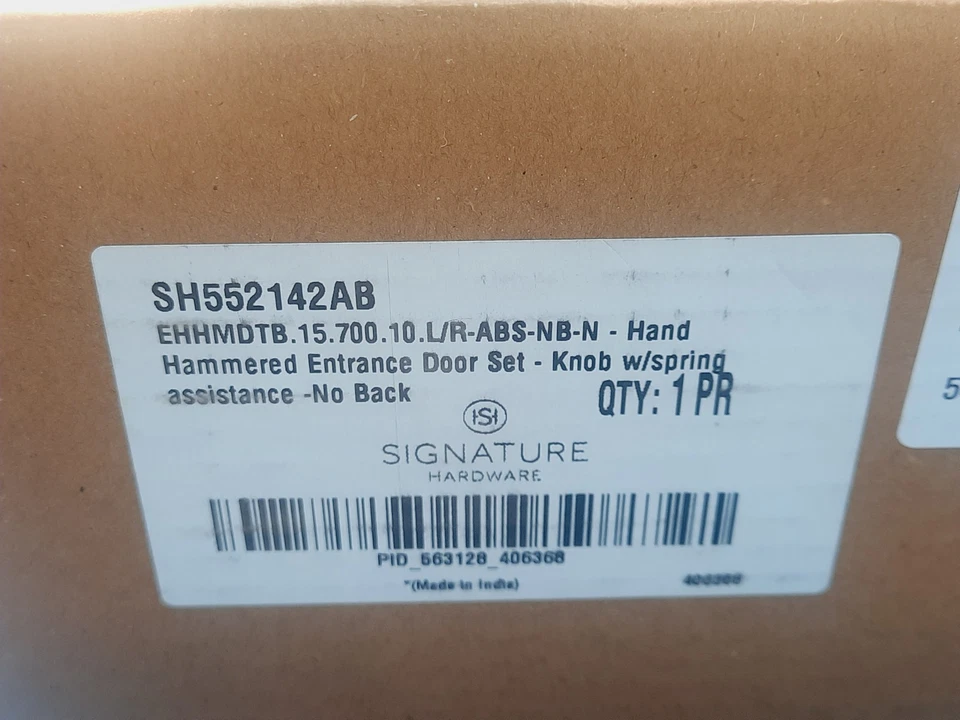 SH552142AB
EHHMDTB.15.700.10.L/R-ABS-NB-N - Hand
Hammered Entrance Door Set - Knob w/spring
assistance -No Back
QTY: 1 PR
SIGNATURE
HARDWARE
PID_563128_406368
*(Made in India)
406368
5